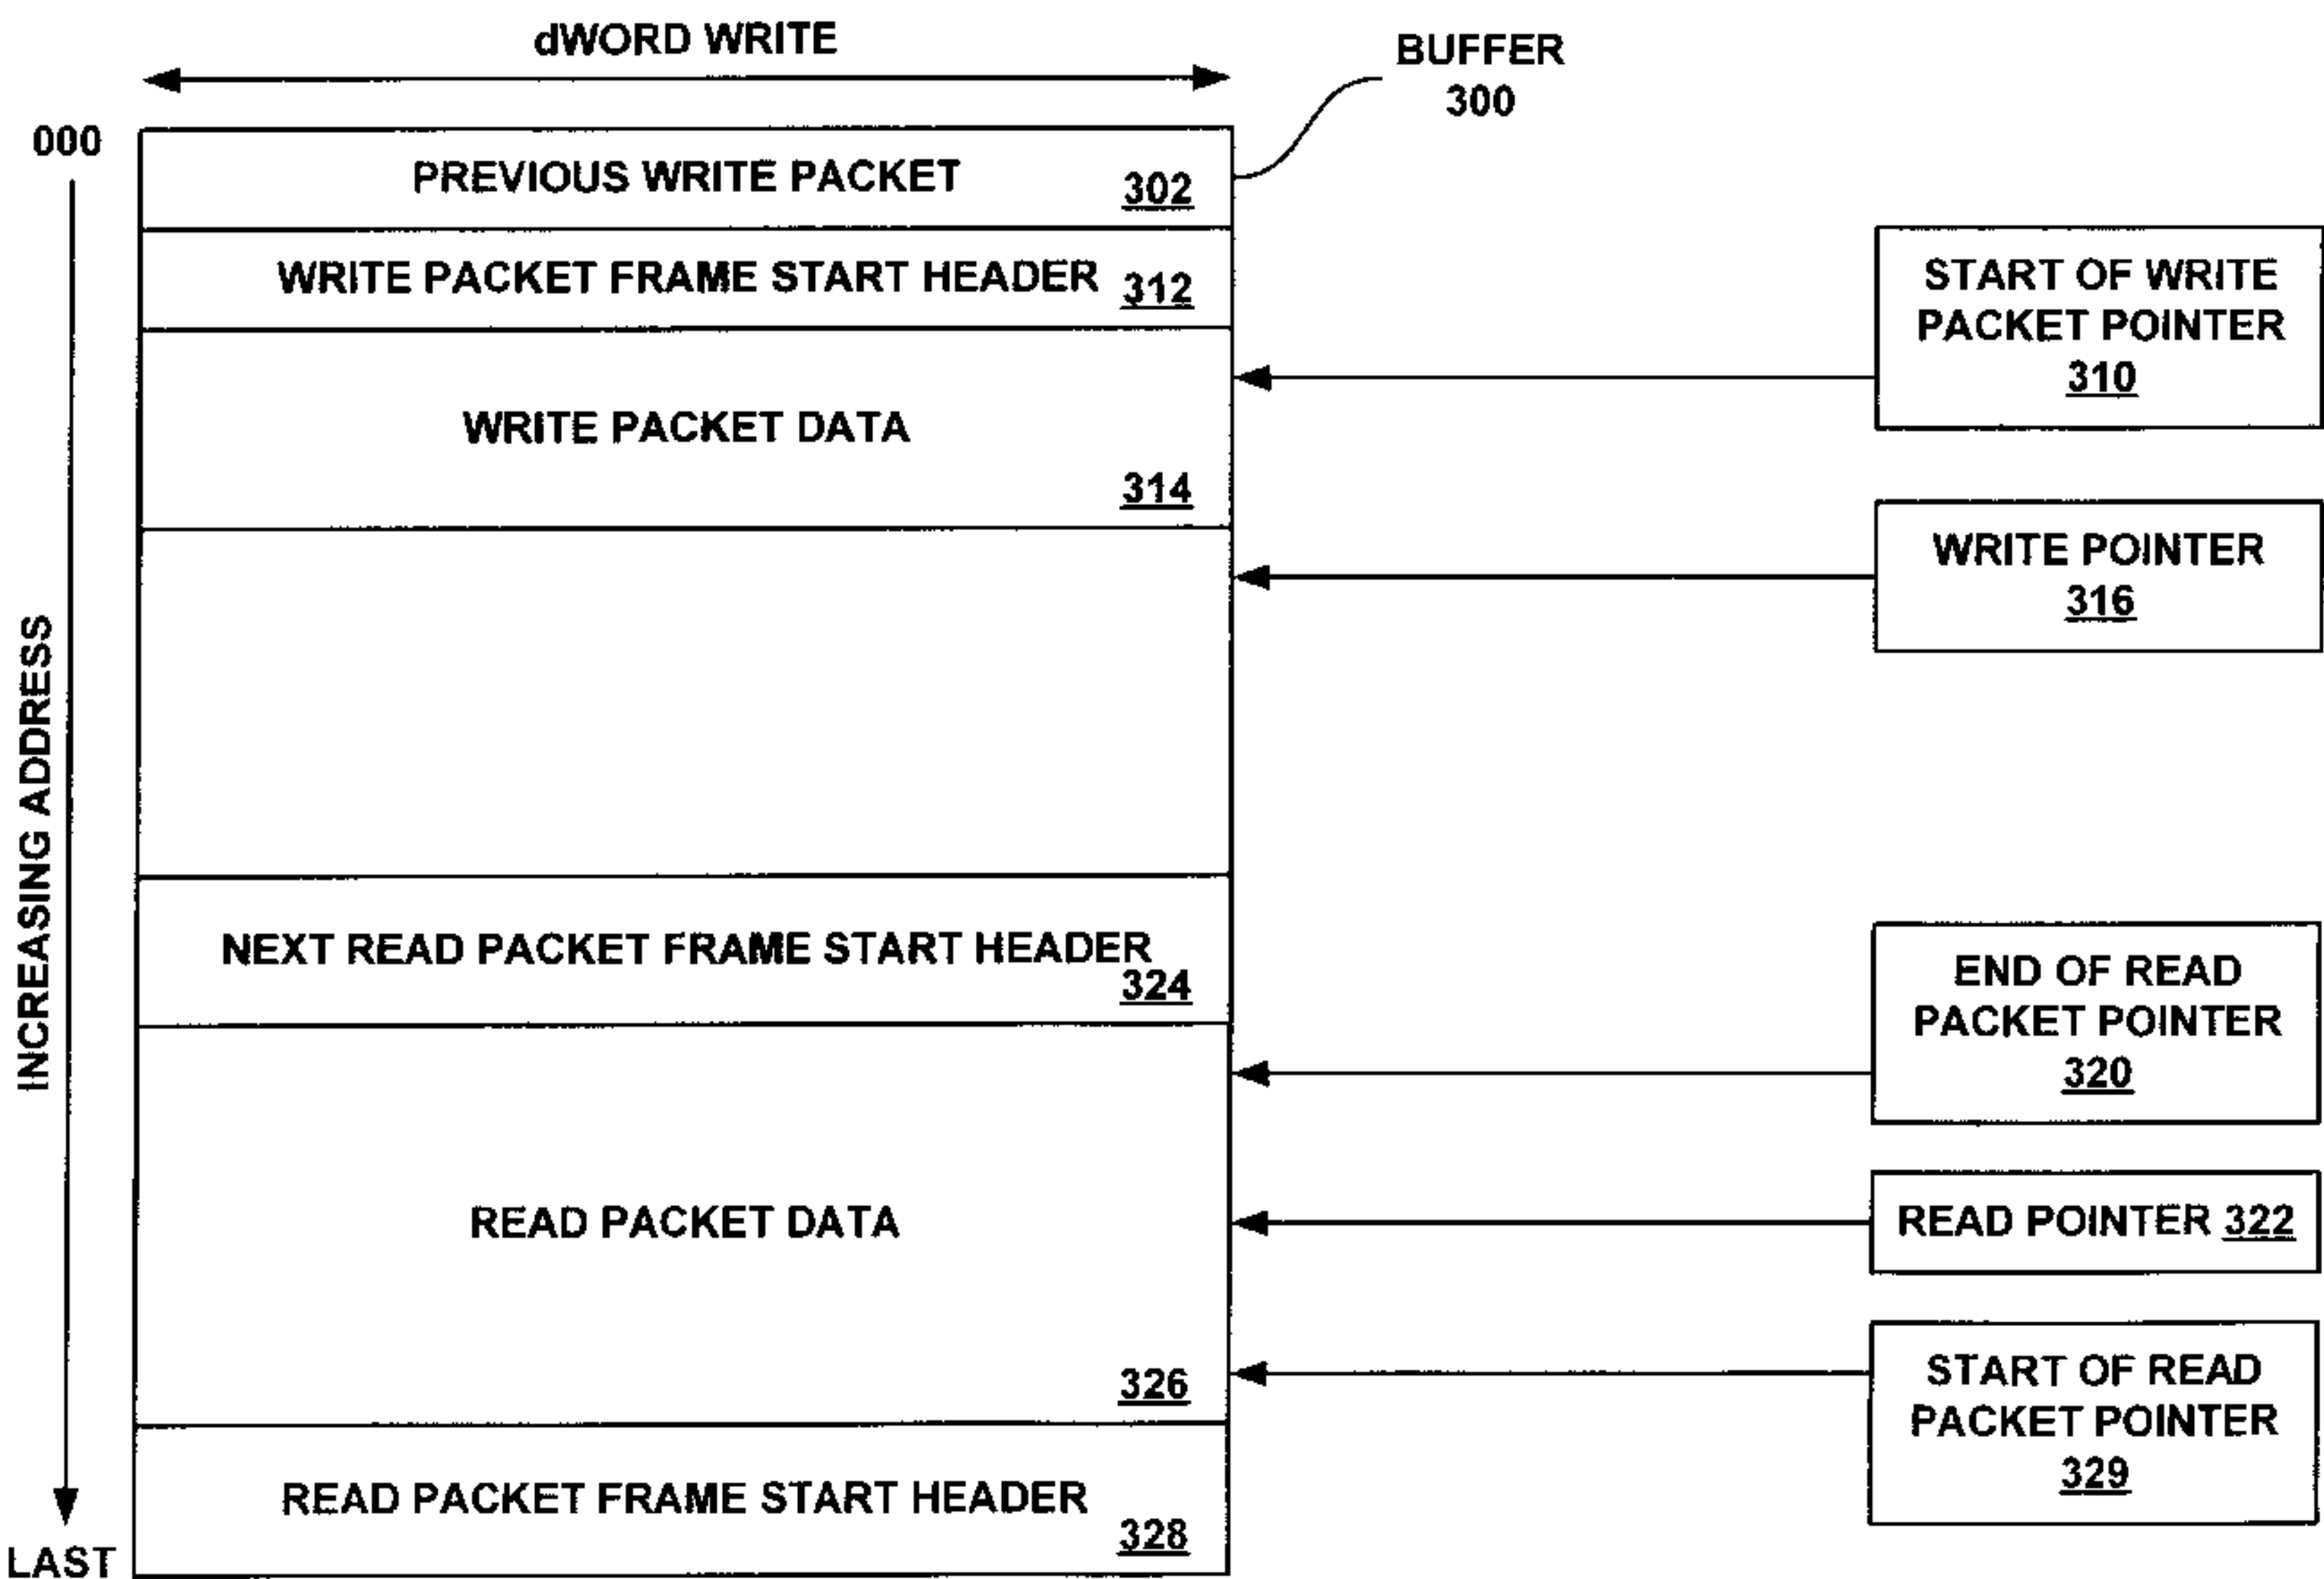 dWORD WRITE
BUFFER
300
000
PREVIOUS WRITE PACKET 302
WRITE PACKET FRAME START HEADER 312
START OF WRITE
PACKET POINTER
310
WRITE PACKET DATA
314
WRITE POINTER
316
INCREASING ADDRESS
NEXT READ PACKET FRAME START HEADER
324
END OF READ
PACKET POINTER
320
READ PACKET DATA
326
READ POINTER 322
START OF READ
PACKET POINTER
329
READ PACKET FRAME START HEADER
328
LAST